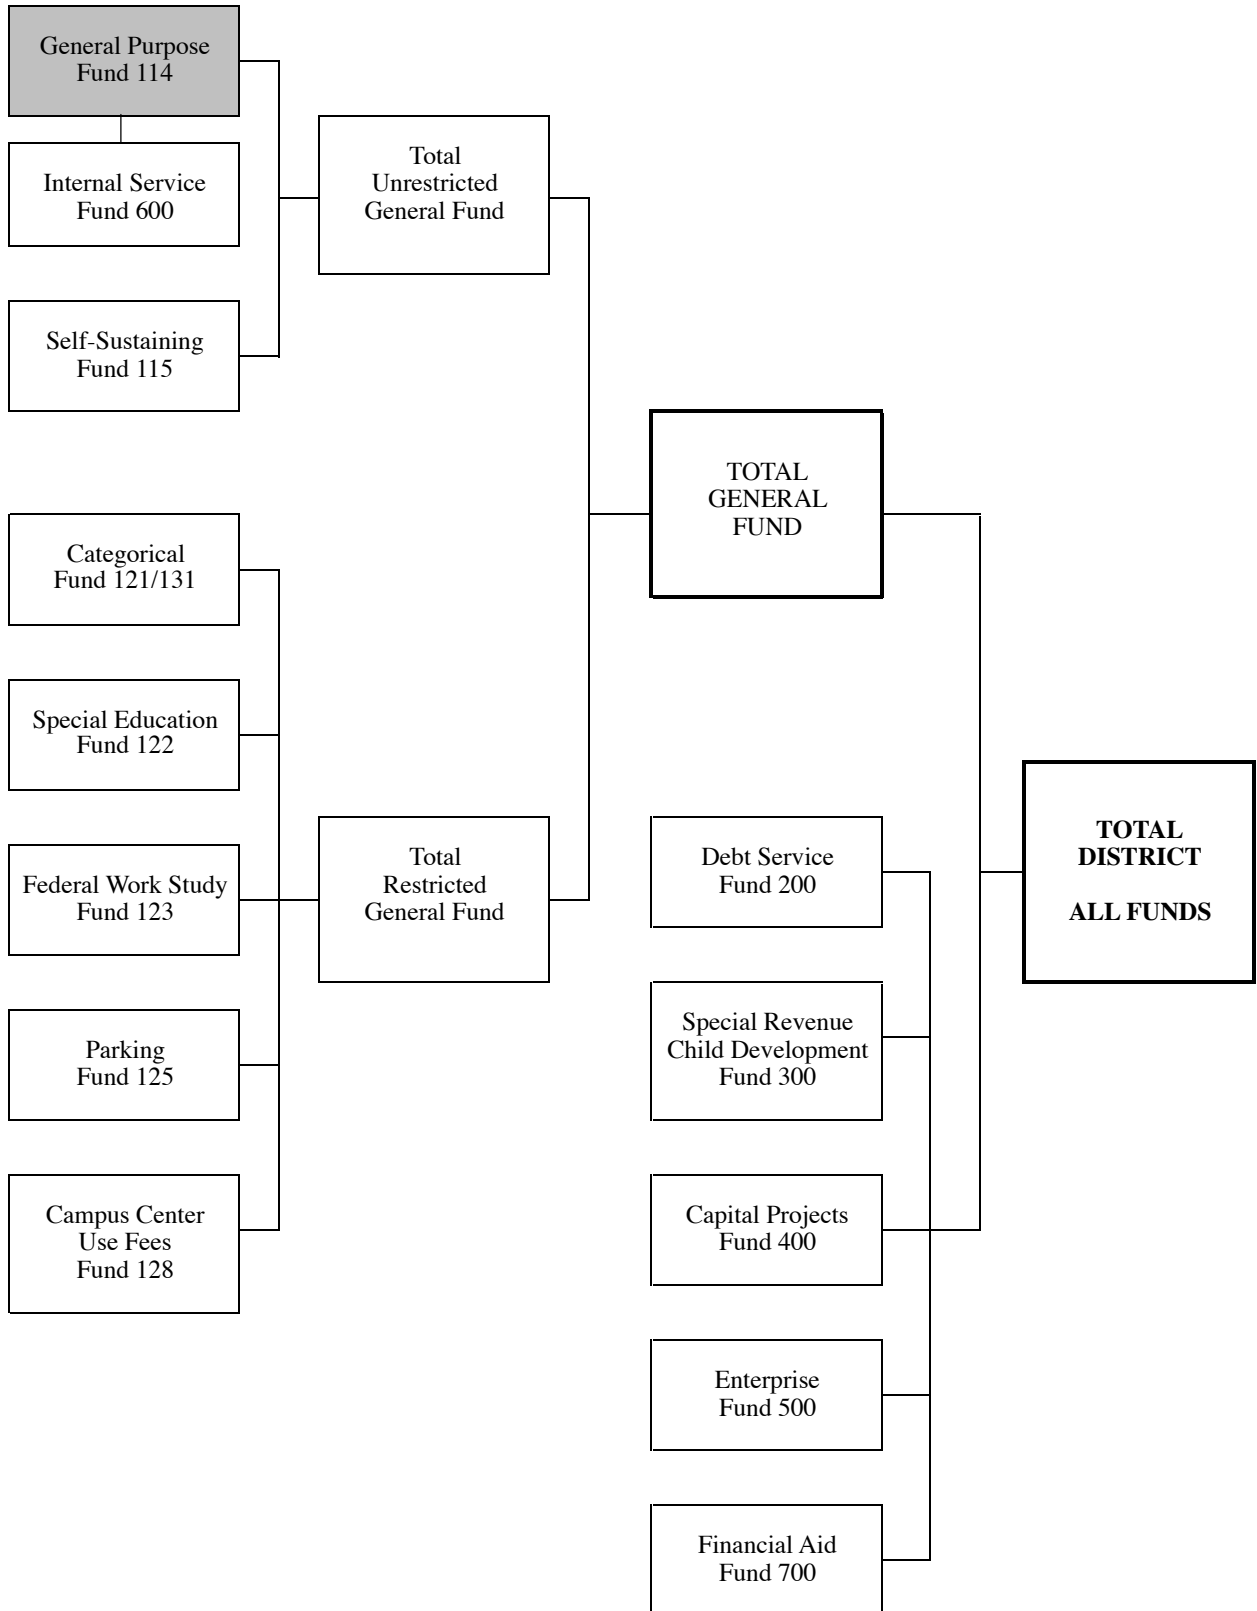 General Purpose
Fund 114
Internal Service
Fund 600
Self-Sustaining
Fund 115
Total
Unrestricted
General Fund
TOTAL
GENERAL
FUND
Categorical
Fund 121/131
Special Education
Fund 122
Federal Work Study
Fund 123
Parking
Fund 125
Campus Center
Use Fees
Fund 128
Total
Restricted
General Fund
Debt Service
Fund 200
Special Revenue
Child Development
Fund 300
Capital Projects
Fund 400
Enterprise
Fund 500
Financial Aid
Fund 700
TOTAL
DISTRICT
ALL FUNDS